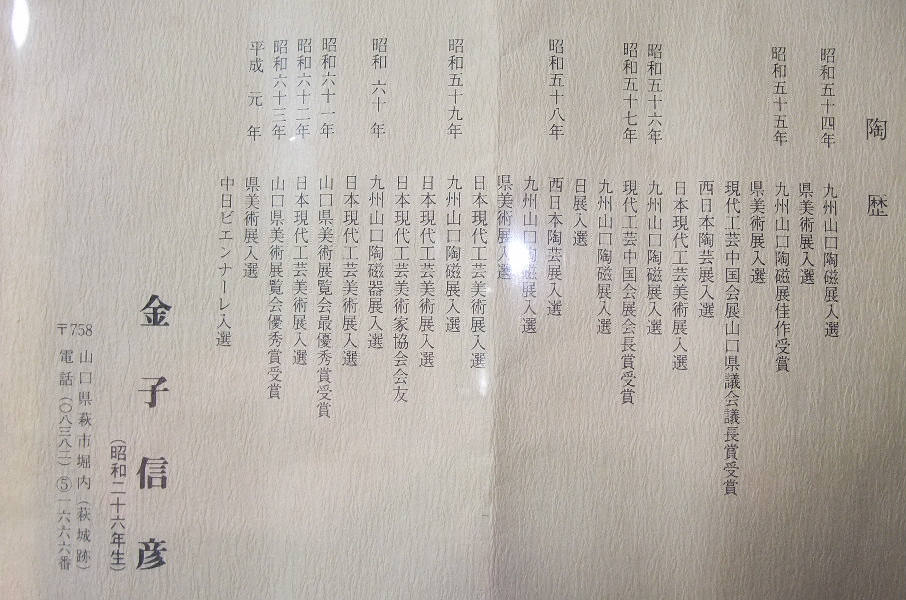 陶歴
昭和五十四年 九州山口陶磁展入選
県美術展入選
昭和五十五年 九州山口陶磁展佳作受賞
県美術展入選
現代工芸中国会展山口県議会議長賞受賞
西日本陶芸展入選
日本現代工芸美術展入選
昭和五十六年 九州山口陶磁展入選
昭和五十七年 現代工芸中国会展会長賞受賞
九州山口陶磁展入選
日展入選
昭和五十八年 西日本陶芸展入選
九州山口陶磁展入選
県美術展入選
日本現代工芸美術展入選
昭和五十九年 九州山口陶磁展入選
日本現代工芸美術展入選
日本現代工芸美術家協会会友
昭和六十年 九州山口陶磁器展入選
日本現代工芸美術展入選
昭和六十一年 山口県美術展覧会最優秀賞受賞
昭和六十二年 日本現代工芸美術展入選
昭和六十三年 山口県美術展覧会優秀賞受賞
平成元年 県美術展入選
中日ビエンナーレ入選
金子信彦
(昭和二十六年生)
〒758 山口県萩市堀内(萩城跡)
電話(〇八三八二)⑤一六六六番